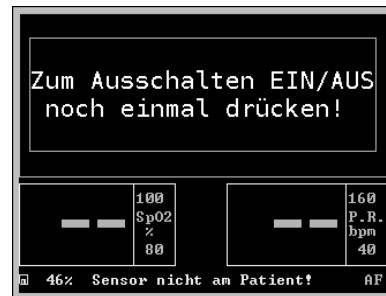 Zum Ausschalten EIN/AUS
noch einmal drücken!
-- 100 SpO2 % 80
-- 160 P.R. bpm 40
46% Sensor nicht am Patient! AF